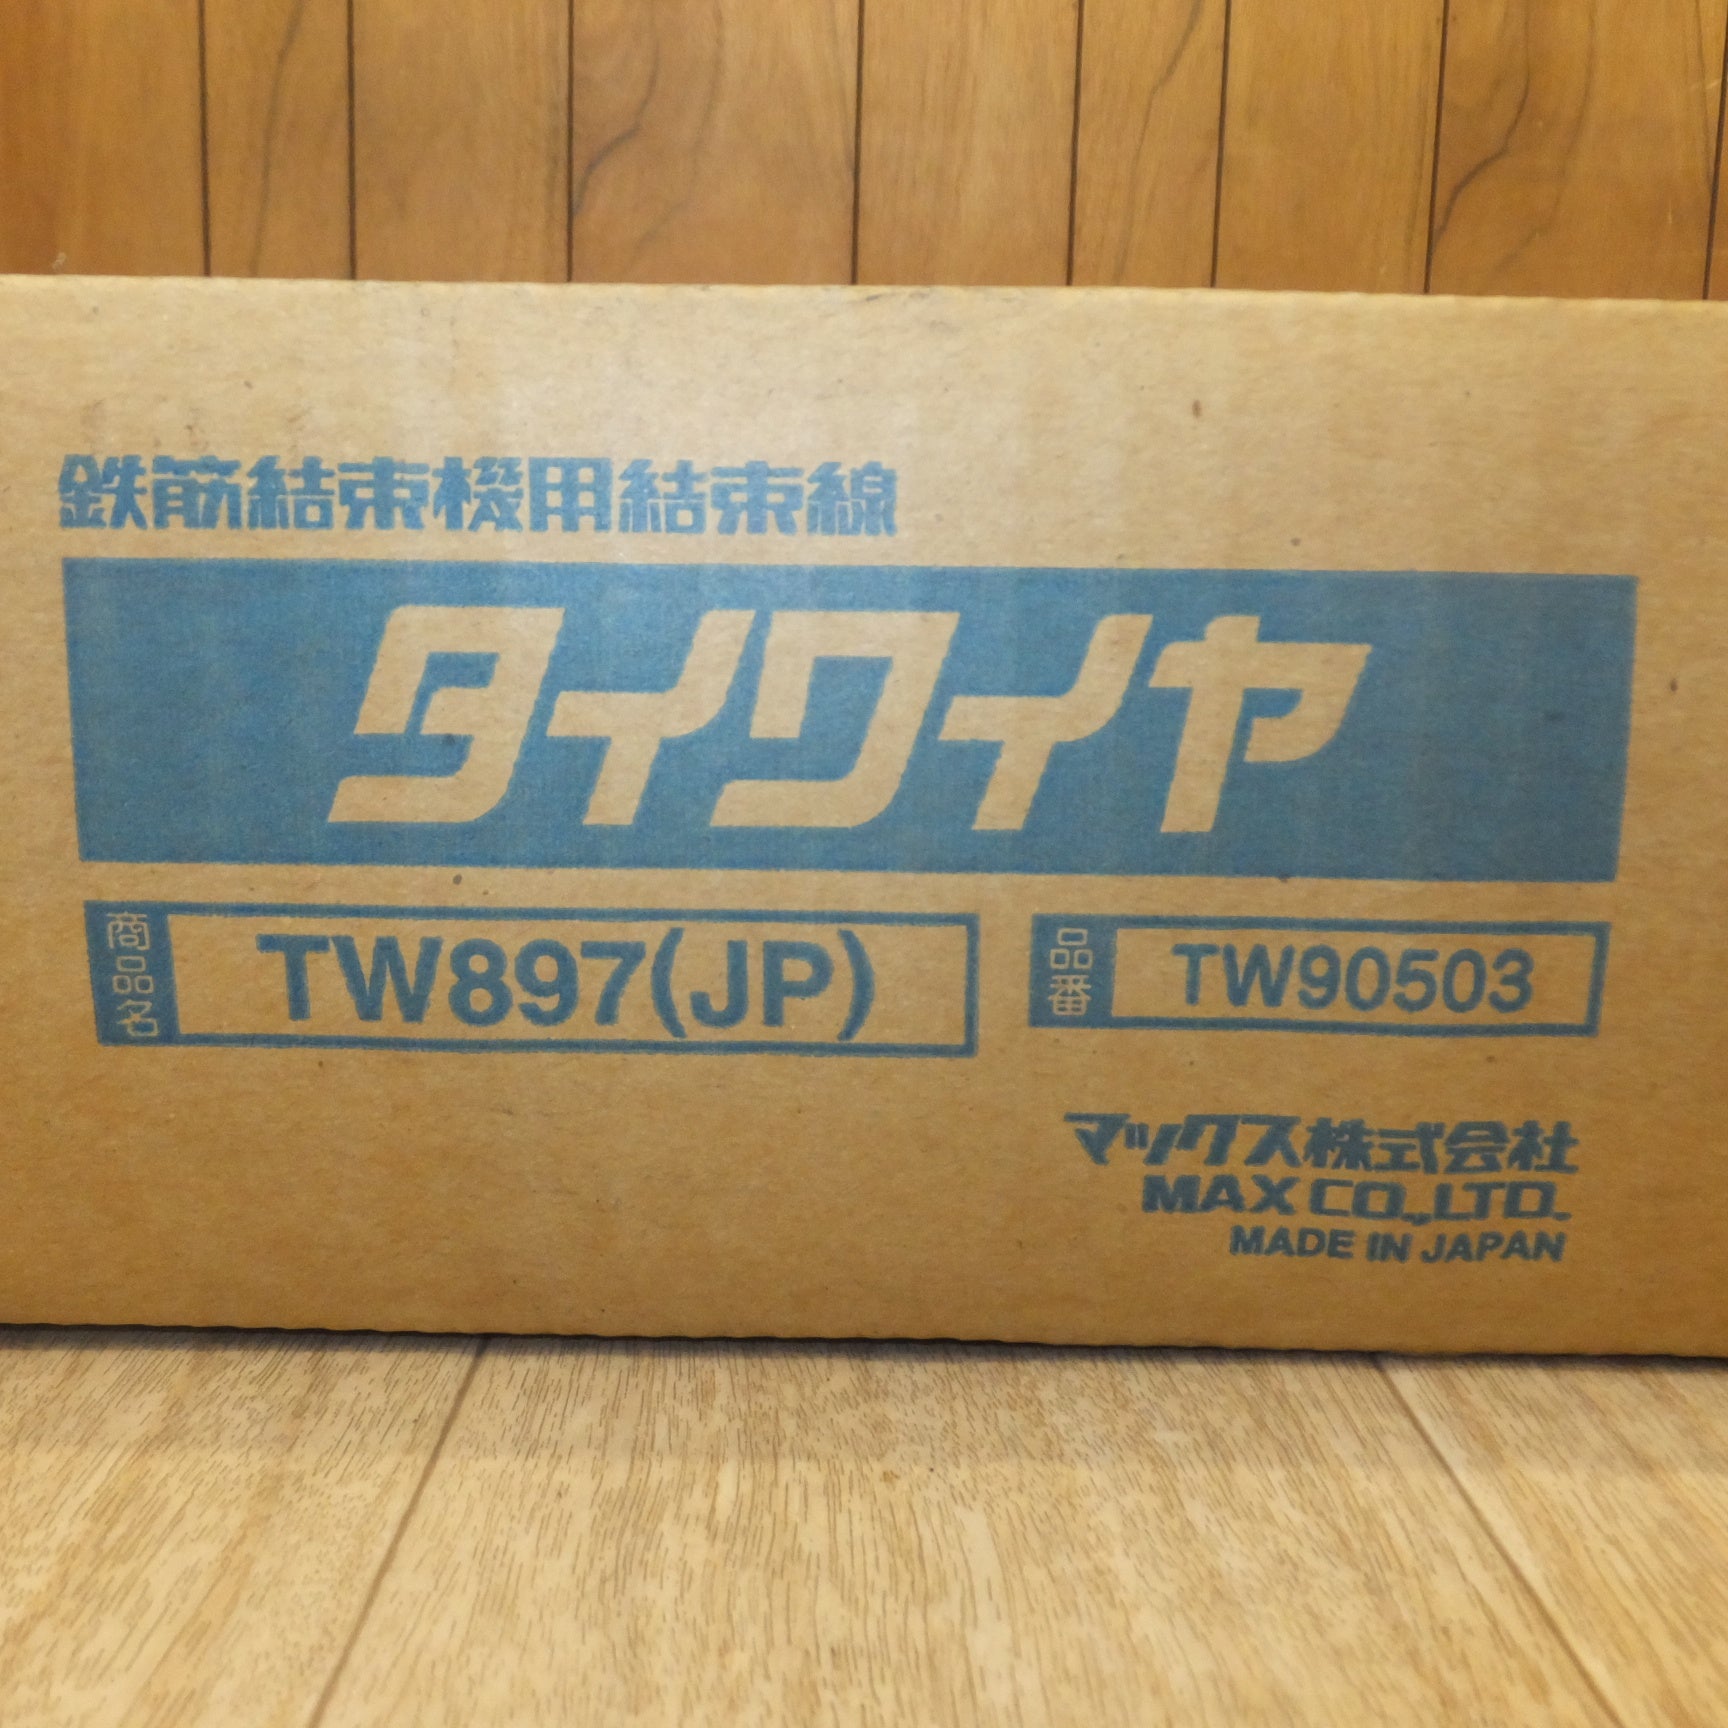 鉄筋結束機用結束線
タイワイヤ
商品名 TW897(JP) 品番 TW90503
マックス株式会社
MAX CO.,LTD.
MADE IN JAPAN